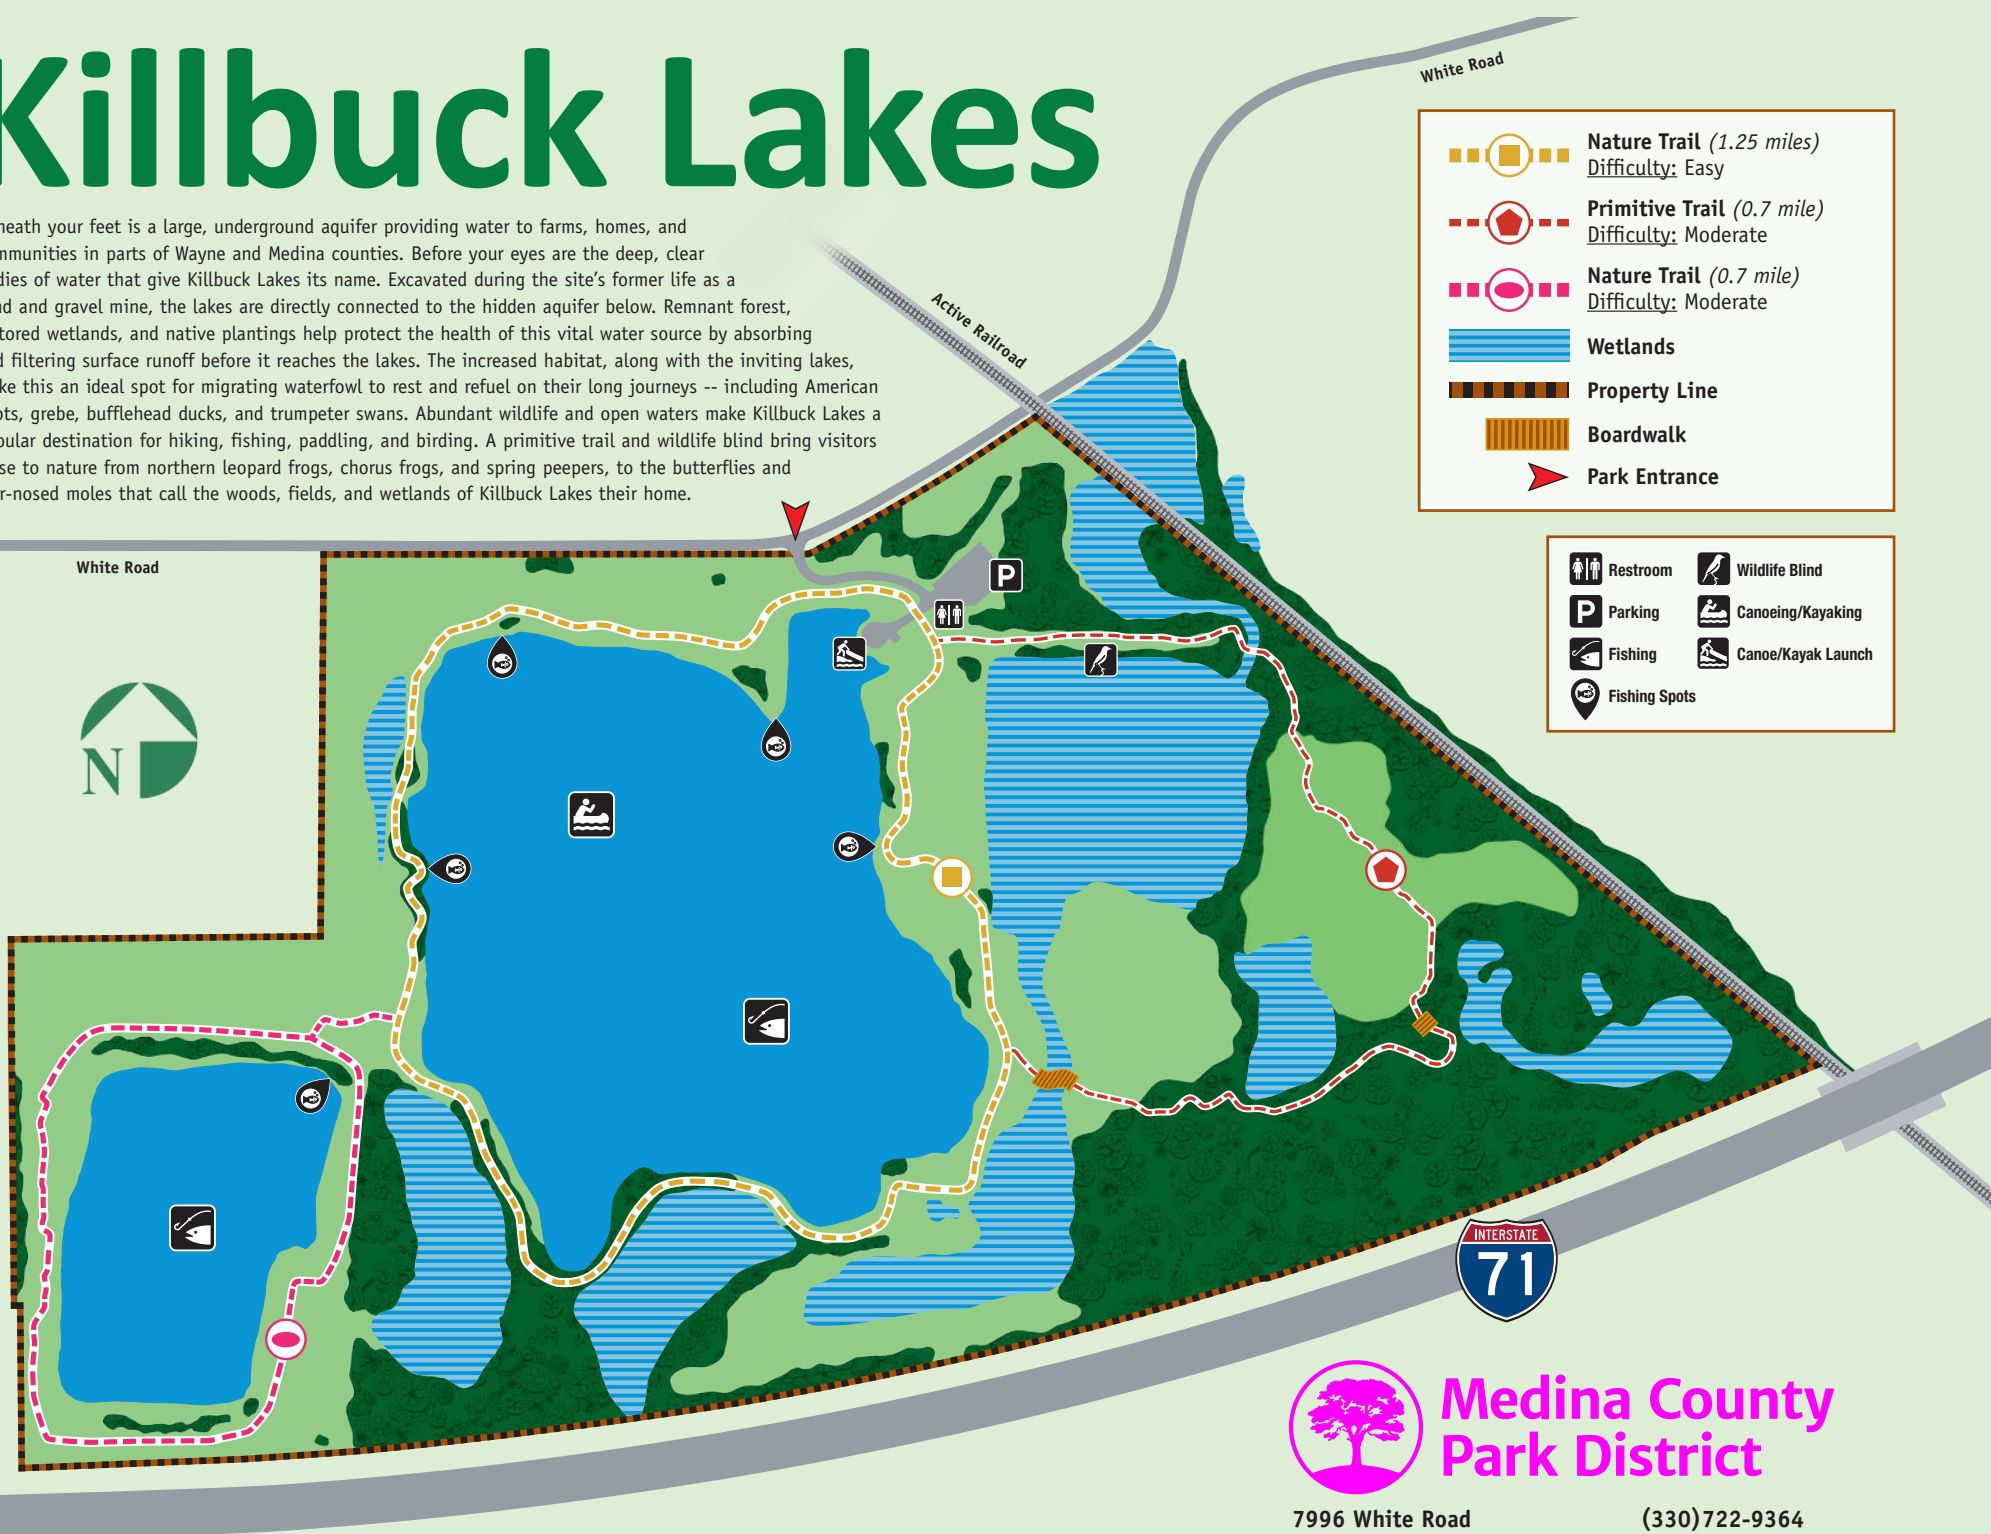 Killbuck Lakes
neath your feet is a large, underground aquifer providing water to farms, homes, and
mmunities in parts of Wayne and Medina counties. Before your eyes are the deep, clear
dies of water that give Killbuck Lakes its name. Excavated during the site's former life as a
nd and gravel mine, the lakes are directly connected to the hidden aquifer below. Remnant forest,
tored wetlands, and native plantings help protect the health of this vital water source by absorbing
d filtering surface runoff before it reaches the lakes. The increased habitat, along with the inviting lakes,
ke this an ideal spot for migrating waterfowl to rest and refuel on their long journeys -- including American
ots, grebe, bufflehead ducks, and trumpeter swans. Abundant wildlife and open waters make Killbuck Lakes a
pular destination for hiking, fishing, paddling, and birding. A primitive trail and wildlife blind bring visitors
se to nature from northern leopard frogs, chorus frogs, and spring peepers, to the butterflies and
r-nosed moles that call the woods, fields, and wetlands of Killbuck Lakes their home.
White Road
Active Railroad
Nature Trail (1.25 miles)
Difficulty: Easy
Primitive Trail (0.7 mile)
Difficulty: Moderate
Nature Trail (0.7 mile)
Difficulty: Moderate
Wetlands
Property Line
Boardwalk
Park Entrance
Restroom
Wildlife Blind
P
Parking
Canoeing/Kayaking
Fishing
Canoe/Kayak Launch
Fishing Spots
White Road
P
N
INTERSTATE
71
Medina County
Park District
7996 White Road
(330)722-9364